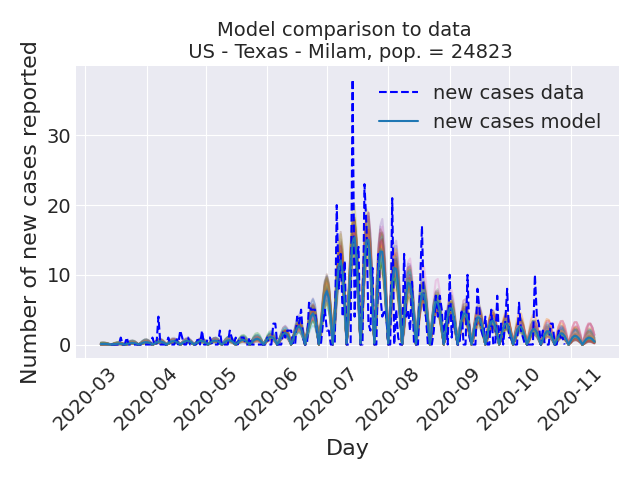 Model comparison to data
US - Texas - Milam, pop. = 24823
Number of new cases reported
30
20
10
0
new cases data
new cases model
2020-03
2020-04
2020-05
2020-06
2020-07
2020-08
2020-09
2020-10
2020-11
Day